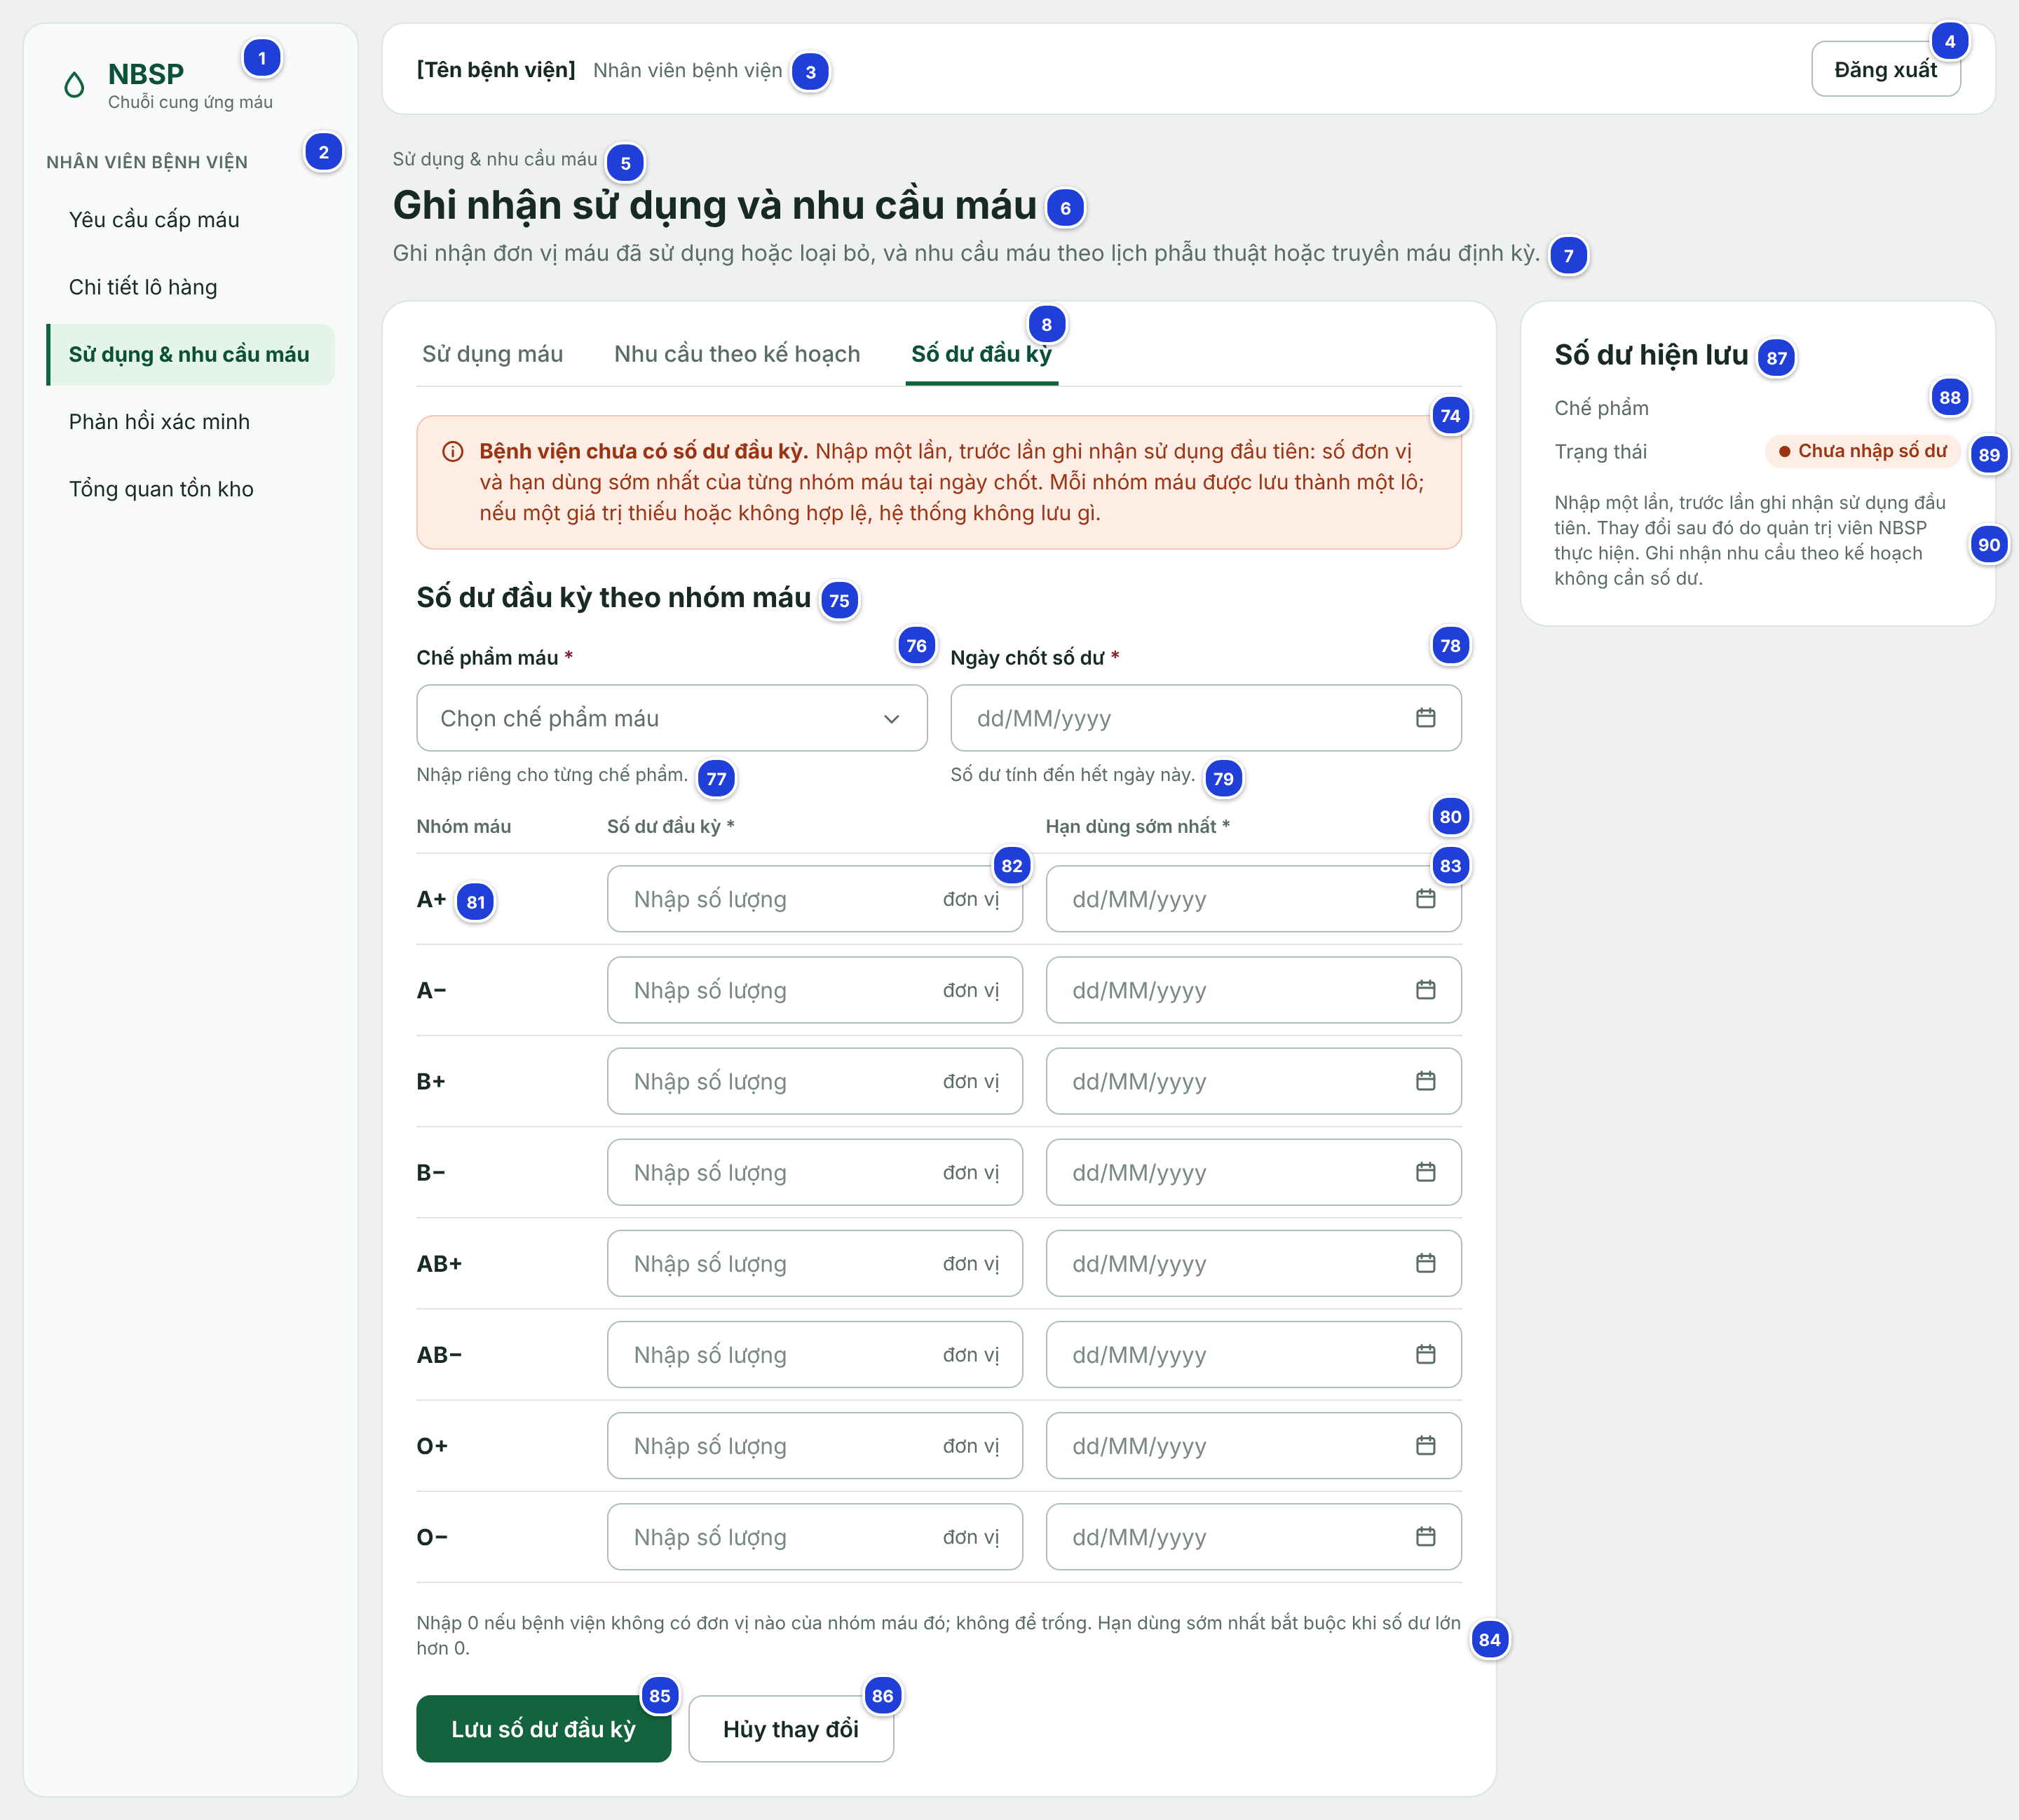 NBSP
1
Chuỗi cung ứng máu
NHÂN VIÊN BỆNH VIỆN
2
Yêu cầu cấp máu
Chi tiết lô hàng
Sử dụng & nhu cầu máu
Phản hồi xác minh
Tổng quan tồn kho
[Tên bệnh viện] Nhân viên bệnh viện 3
Đăng xuất 4
Sử dụng & nhu cầu máu 5
Ghi nhận sử dụng và nhu cầu máu 6
Ghi nhận đơn vị máu đã sử dụng hoặc loại bỏ, và nhu cầu máu theo lịch phẫu thuật hoặc truyền máu định kỳ. 7
Sử dụng máu Nhu cầu theo kế hoạch Số dư đầu kỳ 8
74
Bệnh viện chưa có số dư đầu kỳ. Nhập một lần, trước lần ghi nhận sử dụng đầu tiên: số đơn vị
và hạn dùng sớm nhất của từng nhóm máu tại ngày chốt. Mỗi nhóm máu được lưu thành một lô;
nếu một giá trị thiếu hoặc không hợp lệ, hệ thống không lưu gì.
Số dư đầu kỳ theo nhóm máu 75
Chế phẩm máu * 76
Ngày chốt số dư * 78
Chọn chế phẩm máu
dd/MM/yyyy
Nhập riêng cho từng chế phẩm. 77
Số dư tính đến hết ngày này. 79
Nhóm máu Số dư đầu kỳ * Hạn dùng sớm nhất * 80
A+ 81 Nhập số lượng đơn vị 82 dd/MM/yyyy 83
A− Nhập số lượng đơn vị dd/MM/yyyy
B+ Nhập số lượng đơn vị dd/MM/yyyy
B− Nhập số lượng đơn vị dd/MM/yyyy
AB+ Nhập số lượng đơn vị dd/MM/yyyy
AB− Nhập số lượng đơn vị dd/MM/yyyy
O+ Nhập số lượng đơn vị dd/MM/yyyy
O− Nhập số lượng đơn vị dd/MM/yyyy
Nhập 0 nếu bệnh viện không có đơn vị nào của nhóm máu đó; không để trống. Hạn dùng sớm nhất bắt buộc khi số dư lớn
hơn 0.
84
Lưu số dư đầu kỳ 85
Hủy thay đổi 86
Số dư hiện lưu 87
Chế phẩm 88
Trạng thái Chưa nhập số dư 89
Nhập một lần, trước lần ghi nhận sử dụng đầu
tiên. Thay đổi sau đó do quản trị viên NBSP
thực hiện. Ghi nhận nhu cầu theo kế hoạch
không cần số dư.
90